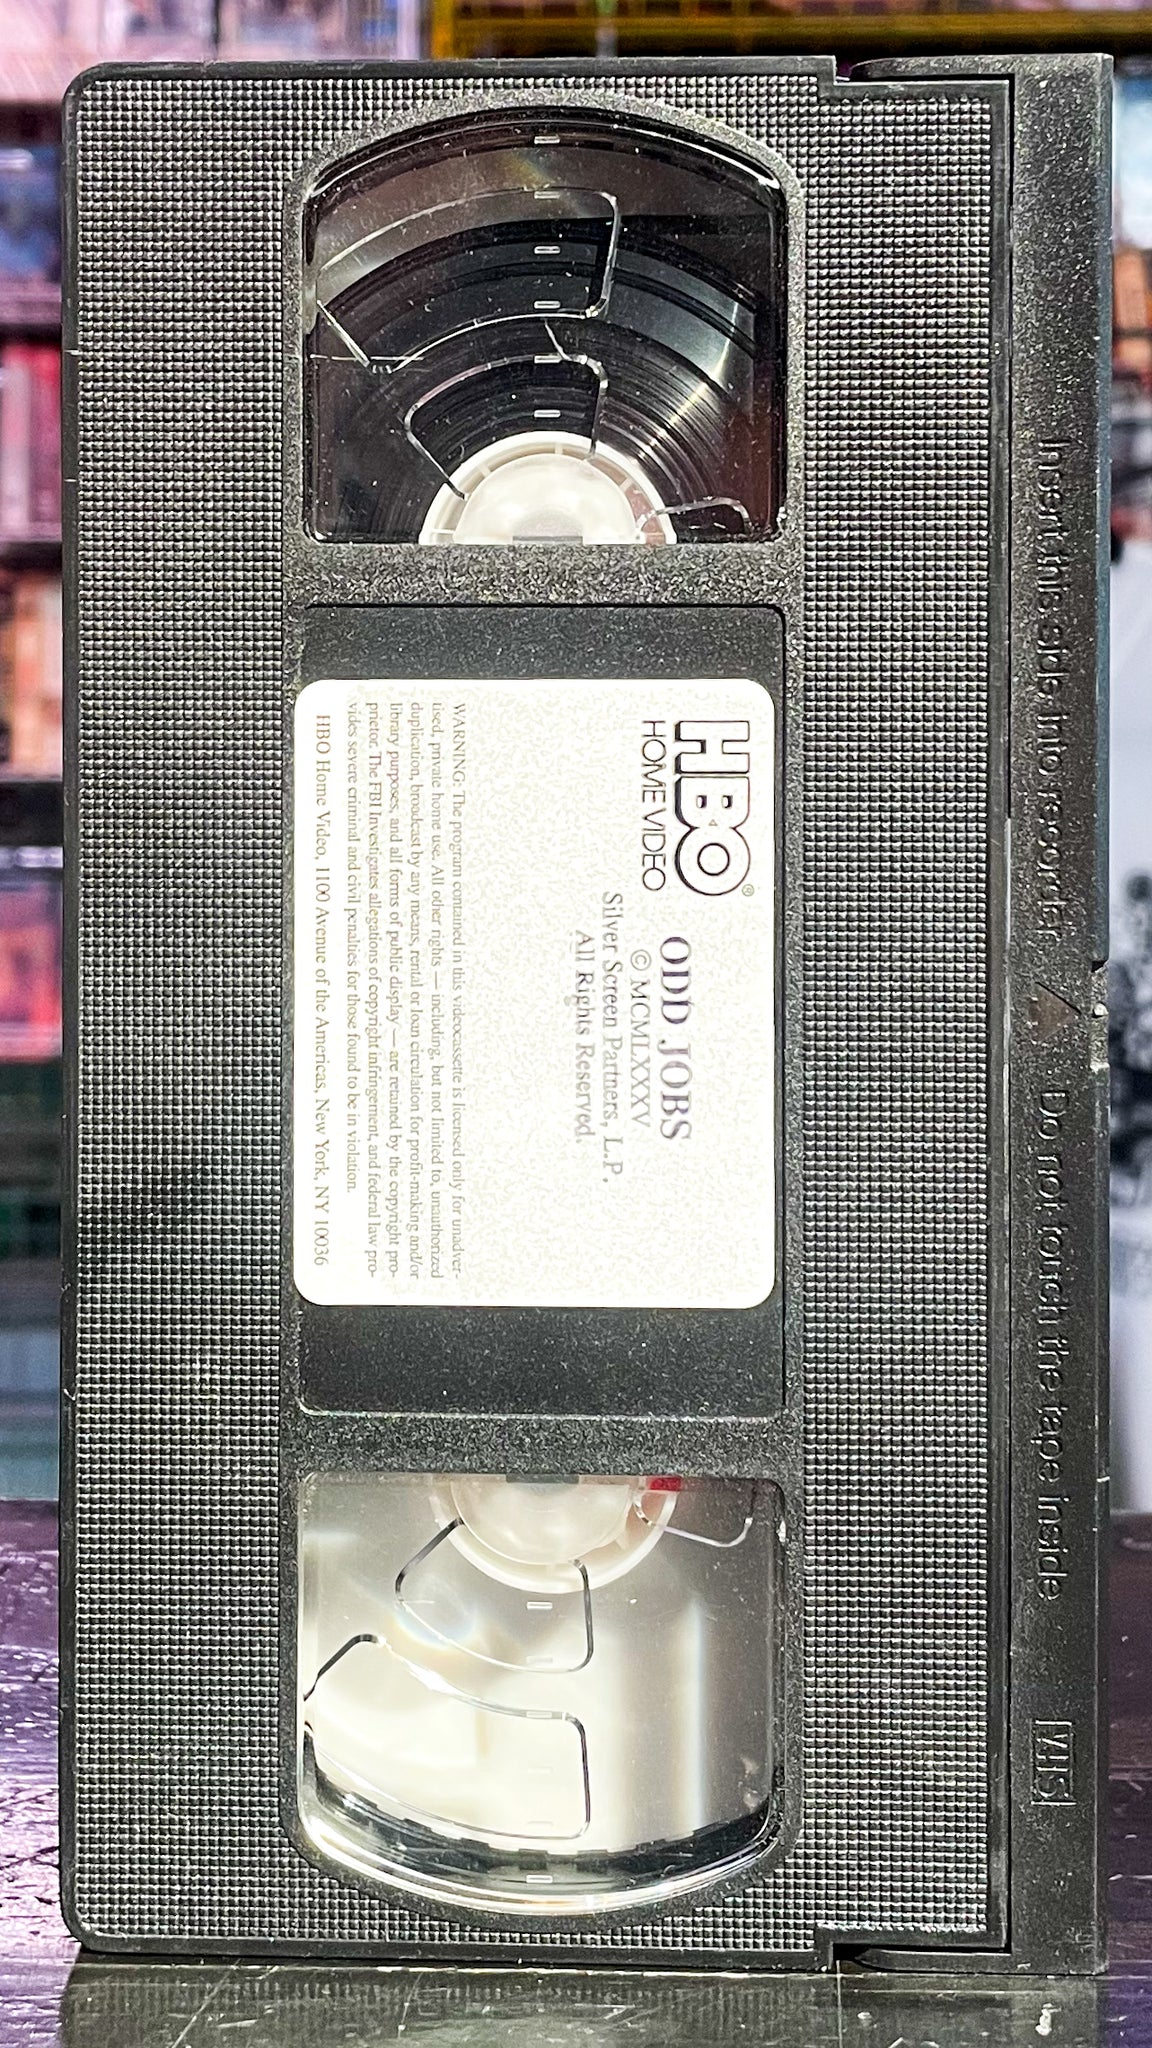 HBO®
HOME VIDEO
ODD JOBS
© MCMLXXXV
Silver Screen Partners, L.P.
All Rights Reserved.
WARNING: The program contained in this videocassette is licensed only for unadver-
tised, private home use. All other rights — including, but not limited to, unauthorized
duplication, broadcast by any means, rental or loan circulation for profit-making and/or
library purposes, and all forms of public display — are retained by the copyright pro-
prietor. The FBI Investigates allegations of copyright infringement, and federal law pro-
vides severe criminal and civil penalties for those found to be in violation.
HBO Home Video, 1100 Avenue of the Americas, New York, NY 10036
Insert this side into recorder △ Do not touch the tape inside
VHS